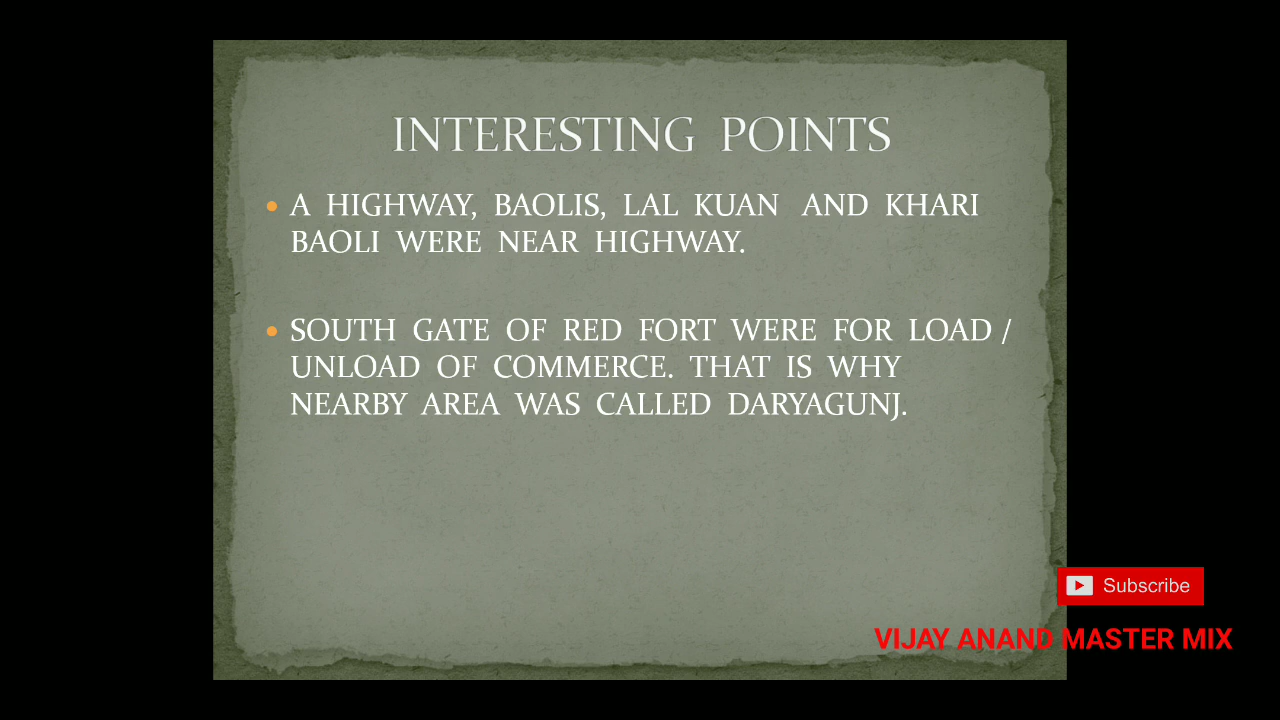 INTERESTING POINTS
A HIGHWAY, BAOLIS, LAL KUAN AND KHARI
BAOLI WERE NEAR HIGHWAY.
SOUTH GATE OF RED FORT WERE FOR LOAD /
UNLOAD OF COMMERCE. THAT IS WHY
NEARBY AREA WAS CALLED DARYAGUNJ.
Subscribe
VIJAY ANAND MASTER MIX